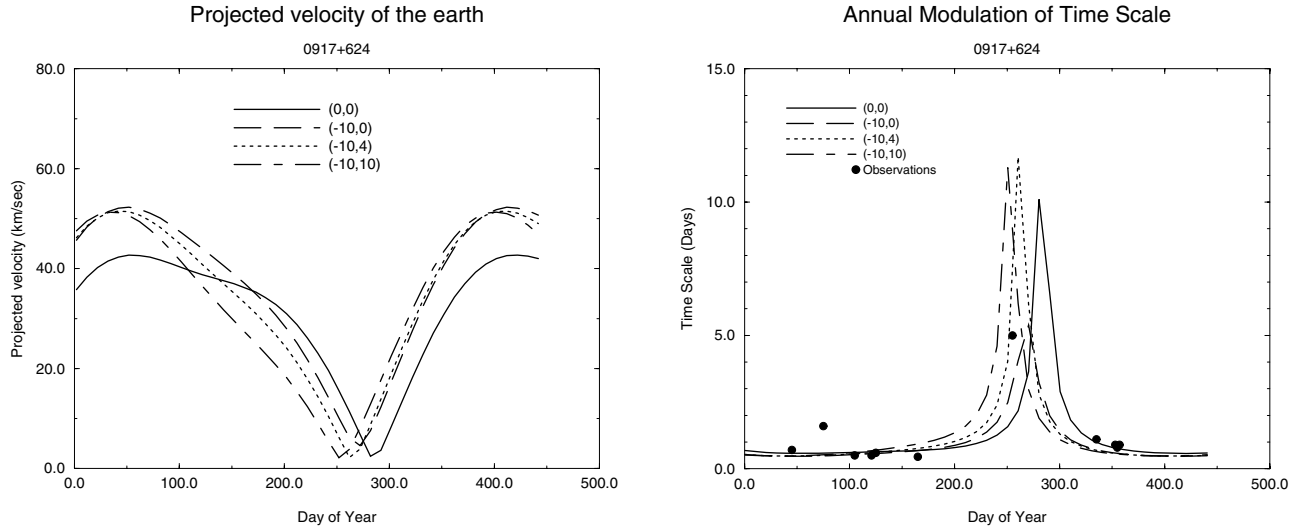 Projected velocity of the earth
0917+624
80.0
60.0
40.0
20.0
0.0
Projected velocity (km/sec)
(0,0)
(-10,0)
(-10,4)
(-10,10)
0.0 100.0 200.0 300.0 400.0 500.0
Day of Year
Annual Modulation of Time Scale
0917+624
15.0
10.0
5.0
0.0
Time Scale (Days)
(0,0)
(-10,0)
(-10,4)
(-10,10)
Observations
0.0 100.0 200.0 300.0 400.0 500.0
Day of Year